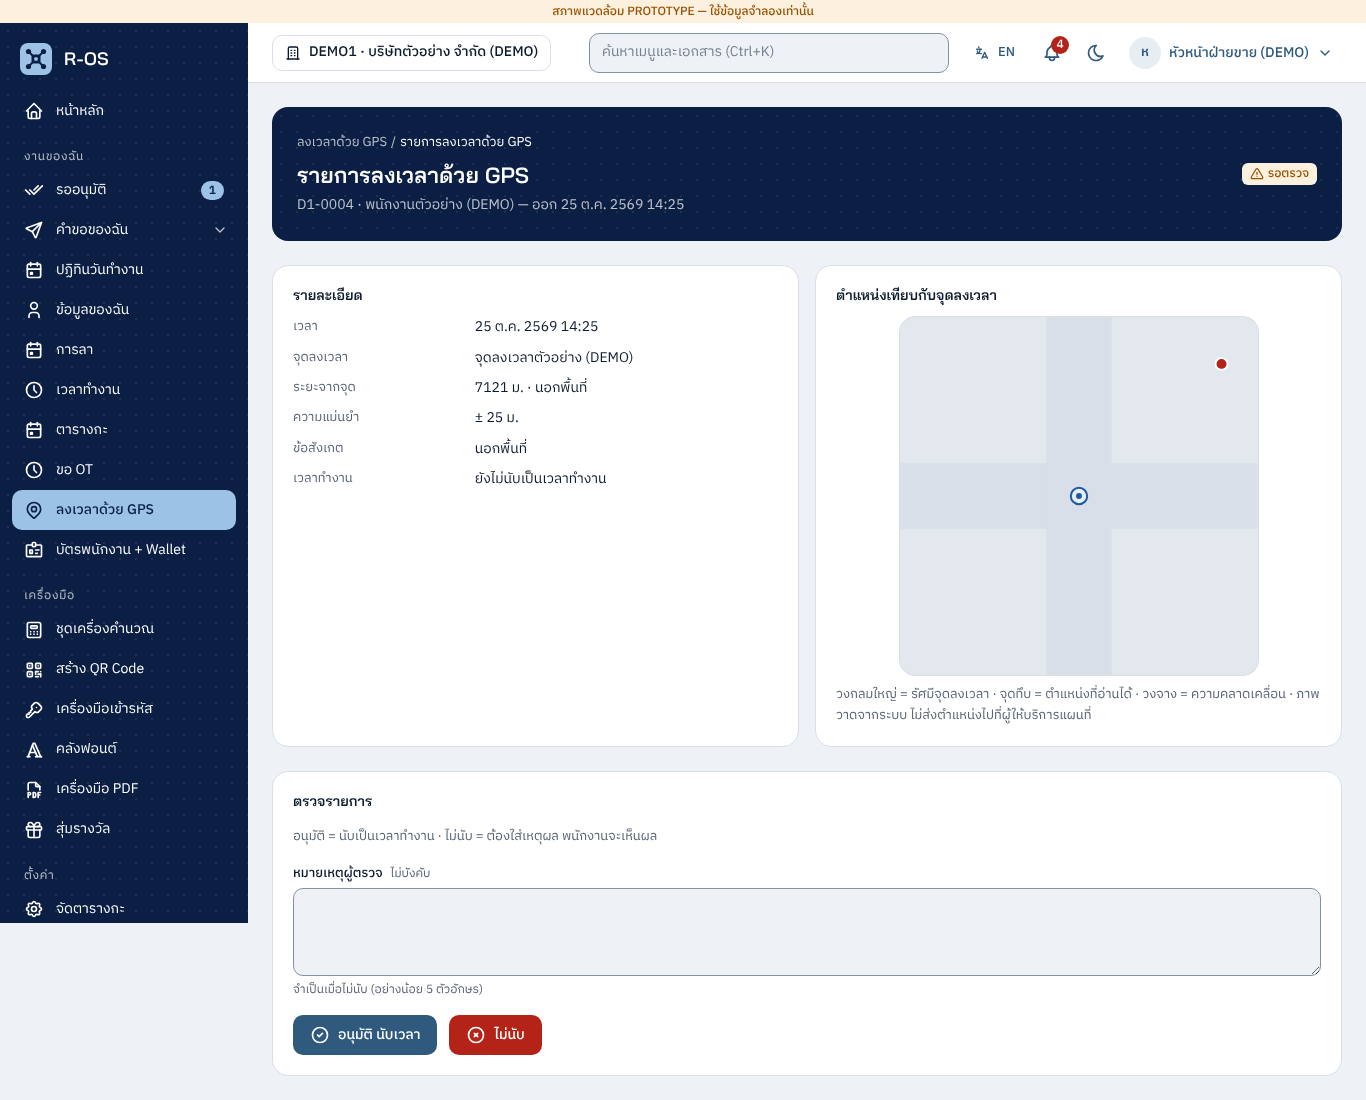 สภาพแวดล้อม PROTOTYPE — ใช้ข้อมูลจำลองเท่านั้น
R-OS
DEMO1 · บริษัทตัวอย่าง จำกัด (DEMO)
ค้นหาเมนูและเอกสาร (Ctrl+K)
EN
4
ห
หัวหน้าฝ่ายขาย (DEMO)
หน้าหลัก
งานของฉัน
รออนุมัติ 1
คำขอของฉัน
ปฏิทินวันทำงาน
ข้อมูลของฉัน
การลา
เวลาทำงาน
ตารางกะ
ขอ OT
ลงเวลาด้วย GPS
บัตรพนักงาน + Wallet
เครื่องมือ
ชุดเครื่องคำนวณ
สร้าง QR Code
เครื่องมือเข้ารหัส
คลังฟอนต์
เครื่องมือ PDF
สุ่มรางวัล
ตั้งค่า
จัดตารางกะ
ลงเวลาด้วย GPS / รายการลงเวลาด้วย GPS
รายการลงเวลาด้วย GPS
รอตรวจ
D1-0004 · พนักงานตัวอย่าง (DEMO) — ออก 25 ต.ค. 2569 14:25
รายละเอียด
เวลา 25 ต.ค. 2569 14:25
จุดลงเวลา จุดลงเวลาตัวอย่าง (DEMO)
ระยะจากจุด 7121 ม. · นอกพื้นที่
ความแม่นยำ ± 25 ม.
ข้อสังเกต นอกพื้นที่
เวลาทำงาน ยังไม่นับเป็นเวลาทำงาน
ตำแหน่งเทียบกับจุดลงเวลา
วงกลมใหญ่ = รัศมีจุดลงเวลา · จุดทึบ = ตำแหน่งที่อ่านได้ · วงจาง = ความคลาดเคลื่อน · ภาพ
วาดจากระบบ ไม่ส่งตำแหน่งไปที่ผู้ให้บริการแผนที่
ตรวจรายการ
อนุมัติ = นับเป็นเวลาทำงาน · ไม่นับ = ต้องใส่เหตุผล พนักงานจะเห็นผล
หมายเหตุผู้ตรวจ ไม่บังคับ
จำเป็นเมื่อไม่นับ (อย่างน้อย 5 ตัวอักษร)
อนุมัติ นับเวลา
ไม่นับ